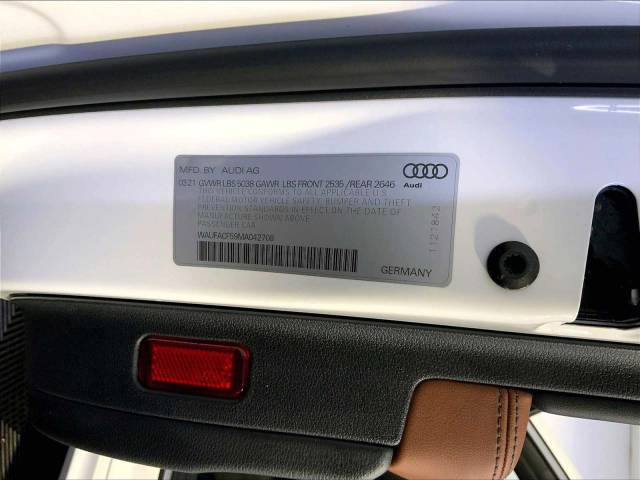 MFD. BY AUDI AG
03.21 GVWR LBS 5038 GAWR LBS FRONT 2535 / REAR 2646
THIS VEHICLE CONFORMS TO ALL APPLICABLE U.S.
FEDERAL MOTOR VEHICLE SAFETY, BUMPER AND THEFT
PREVENTION STANDARDS IN EFFECT ON THE DATE OF
MANUFACTURE SHOWN ABOVE
PASSENGER CAR
WAUFACF59MA042708
GERMANY
Audi
1121842